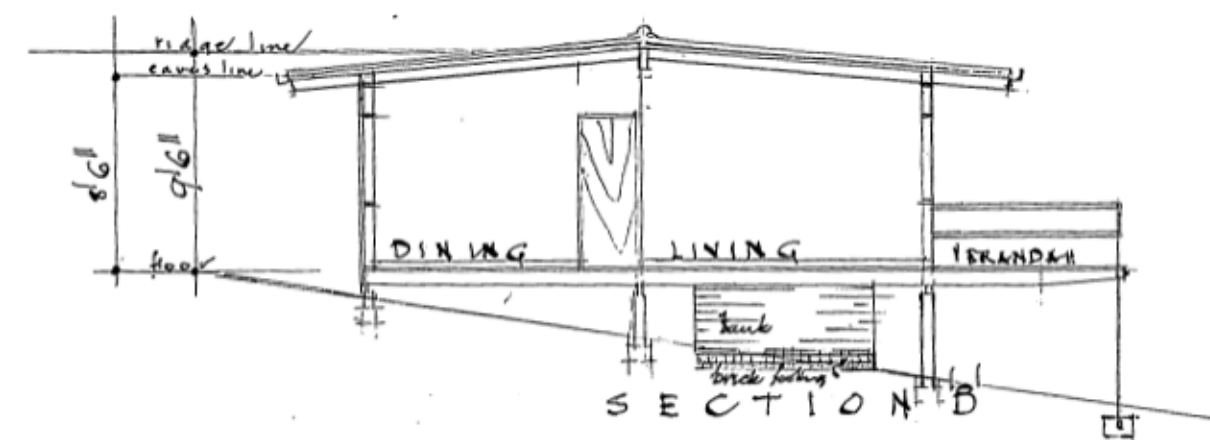 ridge line
eaves line
8'6"
9'6"
floor
DINING
LIVING
VERANDAH
tank
brick footing
SECTION 'B'